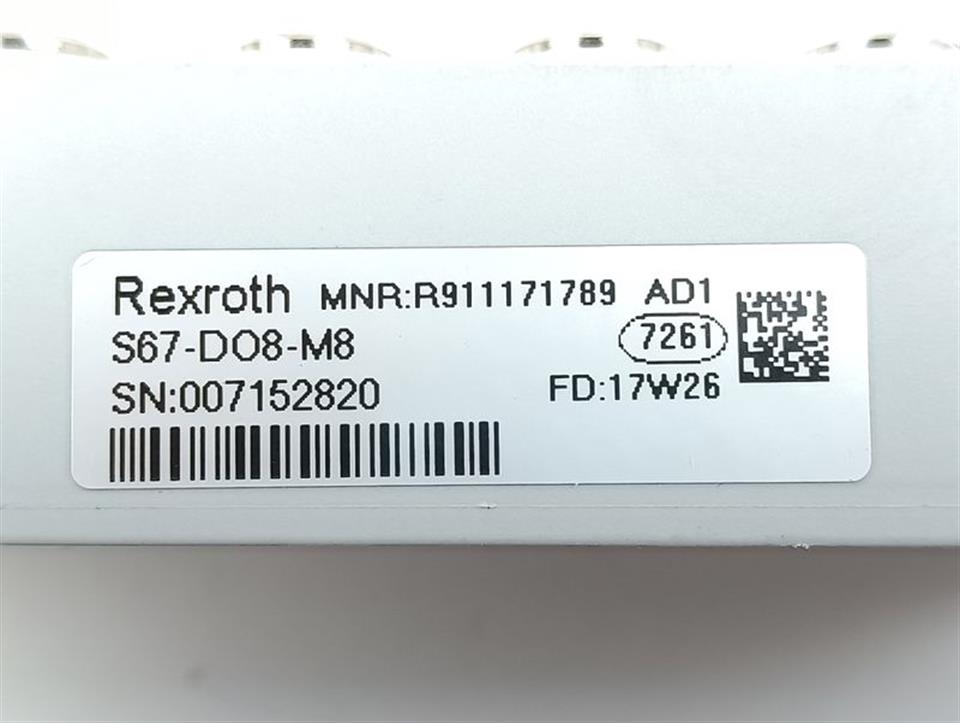 Rexroth MNR:R911171789 AD1
S67-DO8-M8 7261
SN:007152820 FD:17W26